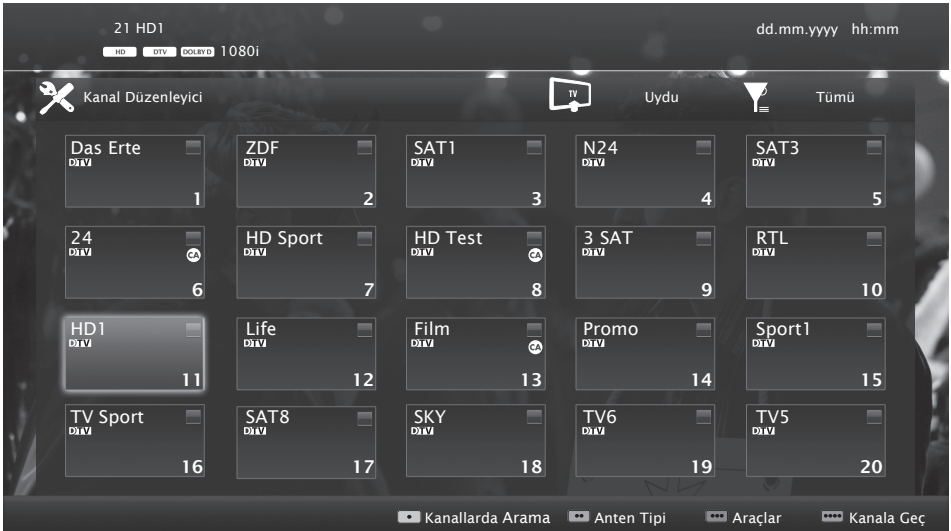 21 HD1
dd.mm.yyyy hh:mm
HD DTV DOLBY D 1080i
Kanal Düzenleyici
TV Uydu
Tümü
Das Erte
DTV
1
ZDF
DTV
2
SAT1
DTV
3
N24
DTV
4
SAT3
DTV
5
24
DTV
CA
6
HD Sport
DTV
7
HD Test
DTV
CA
8
3 SAT
DTV
9
RTL
DTV
10
HD1
DTV
11
Life
DTV
12
Film
DTV
CA
13
Promo
DTV
14
Sport1
DTV
15
TV Sport
DTV
16
SAT8
DTV
17
SKY
DTV
18
TV6
DTV
19
TV5
DTV
20
Kanallarda Arama Anten Tipi Araçlar Kanala Geç